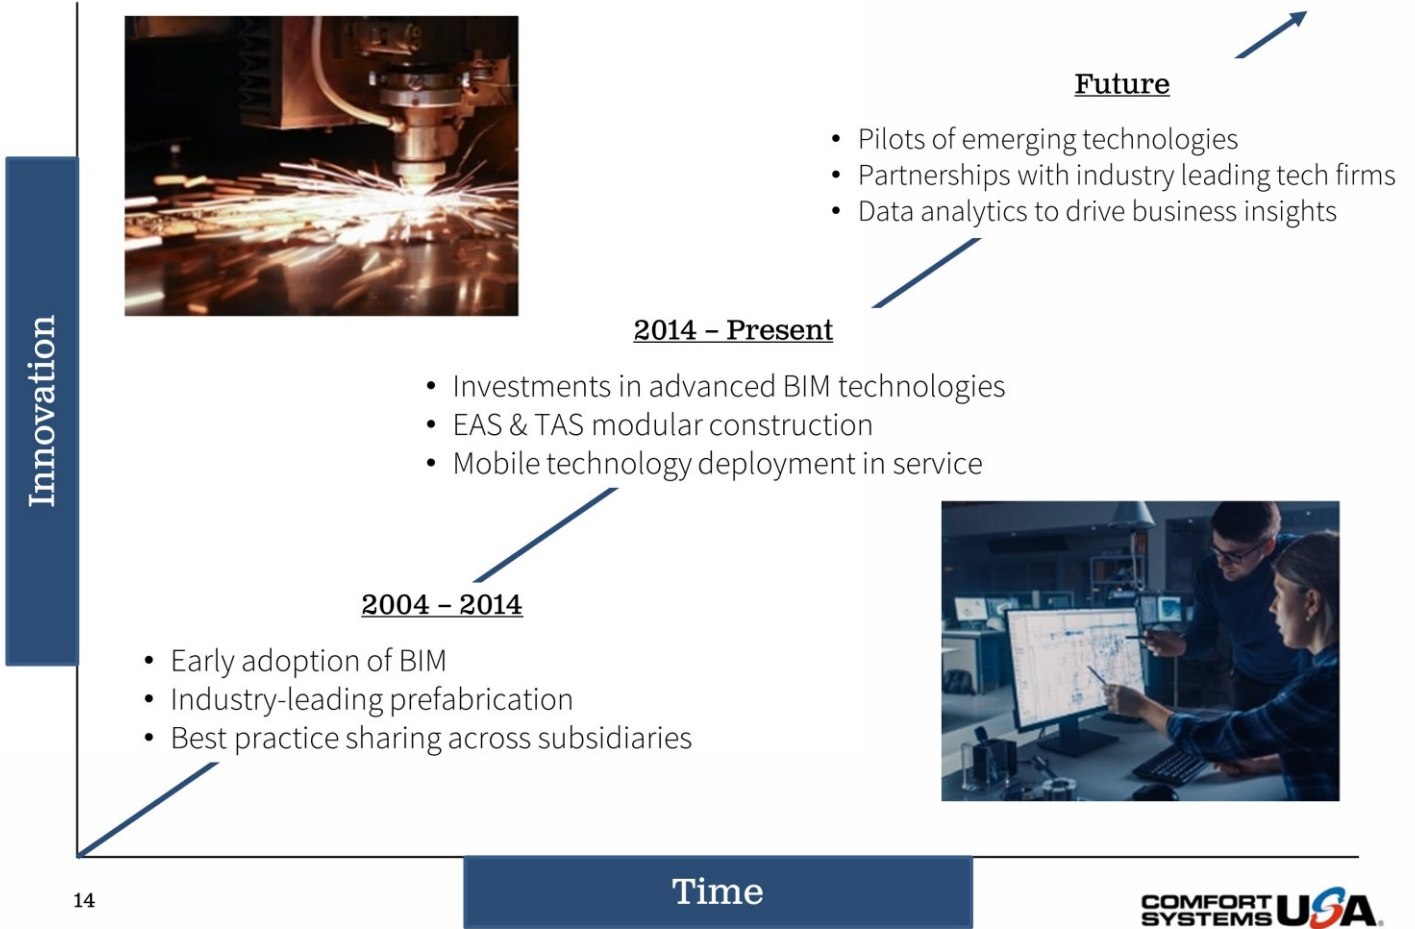 Future
• Pilots of emerging technologies
• Partnerships with industry leading tech firms
• Data analytics to drive business insights
2014 – Present
• Investments in advanced BIM technologies
• EAS & TAS modular construction
• Mobile technology deployment in service
Innovation
2004 – 2014
• Early adoption of BIM
• Industry-leading prefabrication
• Best practice sharing across subsidiaries
Time
14
COMFORT
SYSTEMS USA